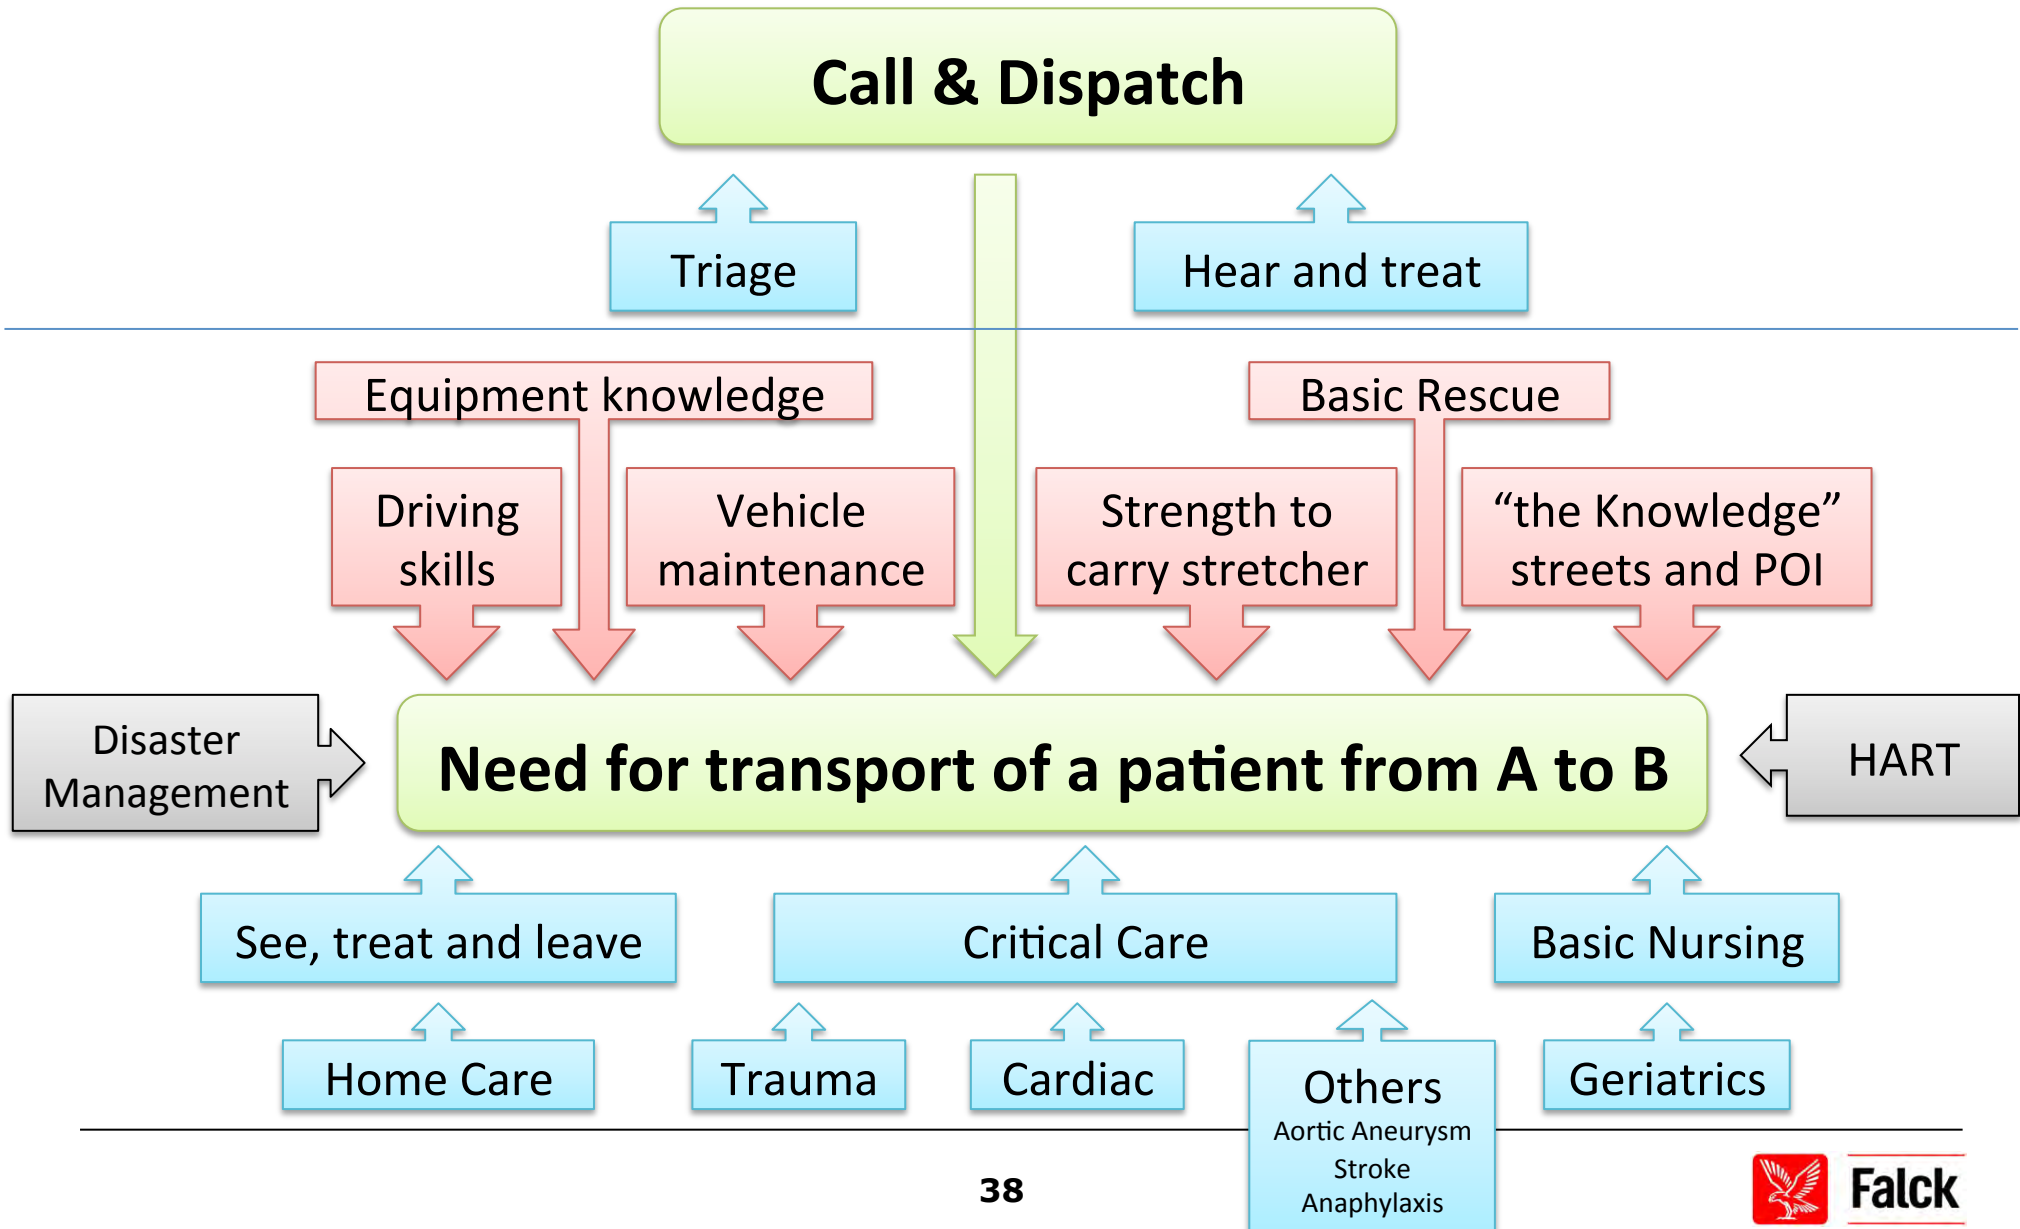 Call & Dispatch
Triage
Hear and treat
Equipment knowledge
Basic Rescue
Driving
skills
Vehicle
maintenance
Strength to
carry stretcher
“the Knowledge”
streets and POI
Disaster
Management
Need for transport of a patient from A to B
HART
See, treat and leave
Critical Care
Basic Nursing
Home Care
Trauma
Cardiac
Others
Aortic Aneurysm
Stroke
Anaphylaxis
Geriatrics
38
Falck